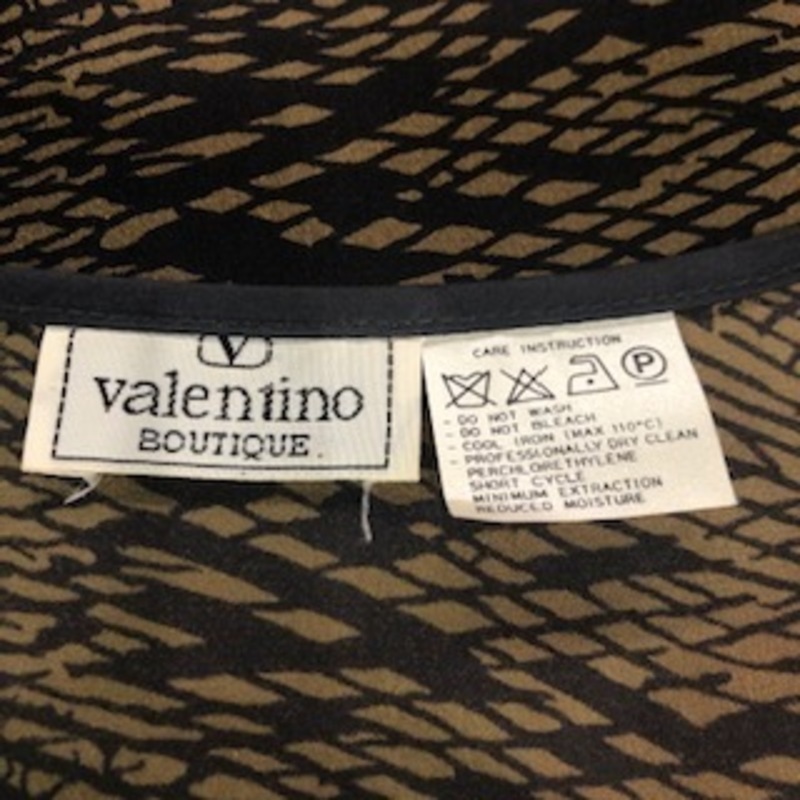 V
valentino
BOUTIQUE.
CARE INSTRUCTION
P
- DO NOT WASH
- DO NOT BLEACH
- COOL IRON (MAX 110°C)
- PROFESSIONALLY DRY CLEAN
PERCHLORETHYLENE
SHORT CYCLE
MINIMUM EXTRACTION
REDUCED MOISTURE